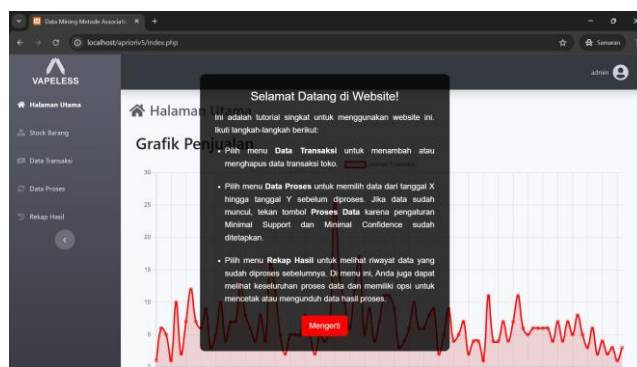 Data Mining Metode Associati
localhost/apriori5/index.php
Samaran
VAPELESS
admin
Halaman Utama
Stock Barang
Data Transaksi
Data Proses
Rekap Hasil
Halaman Utama
Grafik Penjualan
30
25
20
15
10
5
0
Selamat Datang di Website!
Ini adalah tutorial singkat untuk menggunakan website ini.
Ikuti langkah-langkah berikut:
• Pilih menu Data Transaksi untuk menambah atau
menghapus data transaksi toko.
• Pilih menu Data Proses untuk memilih data dari tanggal X
hingga tanggal Y sebelum diproses. Jika data sudah
muncul, tekan tombol Proses Data karena pengaturan
Minimal Support dan Minimal Confidence sudah
ditetapkan.
• Pilih menu Rekap Hasil untuk melihat riwayat data yang
sudah diproses sebelumnya. Di menu ini, Anda juga dapat
melihat keseluruhan proses data dan memiliki opsi untuk
mencetak atau mengunduh data hasil proses.
Mengerti